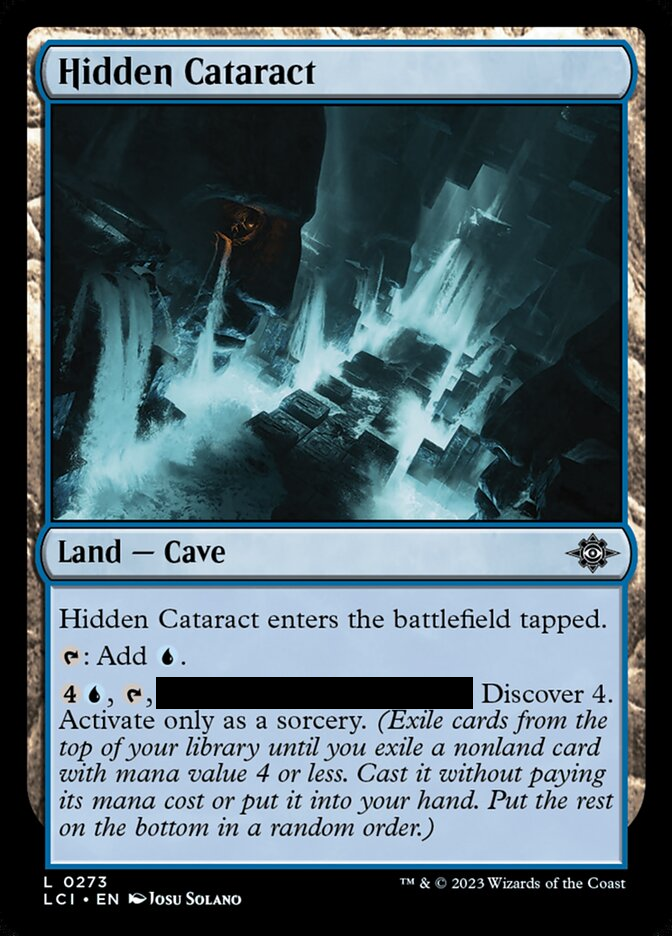 Hidden Cataract
Land — Cave
Hidden Cataract enters the battlefield tapped.
: Add .
4 , , Discover 4.
Activate only as a sorcery. (Exile cards from the
top of your library until you exile a nonland card
with mana value 4 or less. Cast it without paying
its mana cost or put it into your hand. Put the rest
on the bottom in a random order.)
L 0273
LCI • EN Josu Solano
™ & © 2023 Wizards of the Coast